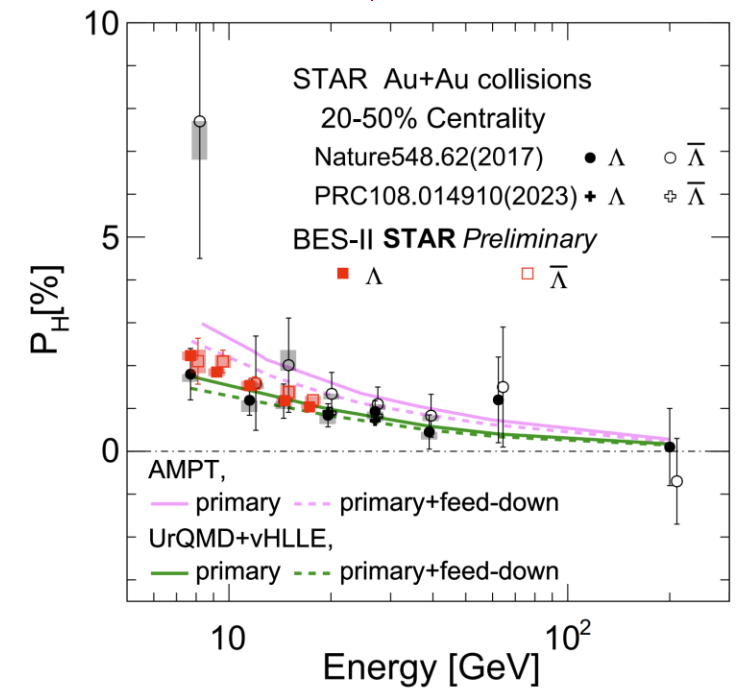 10
STAR Au+Au collisions
20-50% Centrality
Nature548.62(2017) Λ Λ̅
PRC108.014910(2023) Λ Λ̅
5
BES-II STAR Preliminary
Λ Λ̅
P_H[%]
0
AMPT,
primary primary+feed-down
UrQMD+vHLLE,
primary primary+feed-down
10 10²
Energy [GeV]